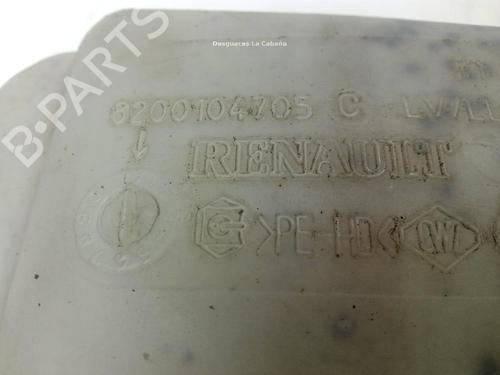 Desguaces La Cabaña
B-PARTS
8200104705 C
RENAULT
>PE-HD<